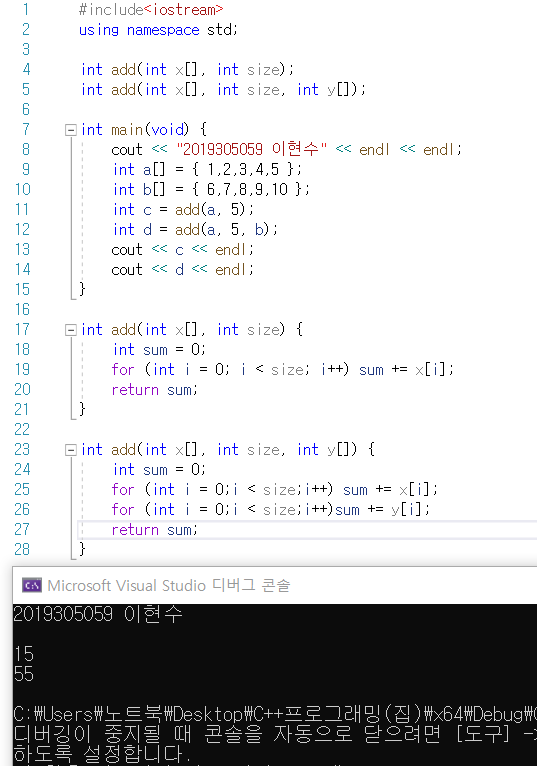 1 #include<iostream>
2 using namespace std;
3
4 int add(int x[], int size);
5 int add(int x[], int size, int y[]);
6
7 int main(void) {
8 cout << "2019305059 이현수" << endl << endl;
9 int a[] = { 1,2,3,4,5 };
10 int b[] = { 6,7,8,9,10 };
11 int c = add(a, 5);
12 int d = add(a, 5, b);
13 cout << c << endl;
14 cout << d << endl;
15 }
16
17 int add(int x[], int size) {
18 int sum = 0;
19 for (int i = 0; i < size; i++) sum += x[i];
20 return sum;
21 }
22
23 int add(int x[], int size, int y[]) {
24 int sum = 0;
25 for (int i = 0;i < size;i++) sum += x[i];
26 for (int i = 0;i < size;i++)sum += y[i];
27 return sum;
28 }
C:\ Microsoft Visual Studio 디버그 콘솔
2019305059 이현수
15
55
C:₩Users₩노트북₩Desktop₩C++프로그래밍(집)₩x64₩Debug₩
디버깅이 중지될 때 콘솔을 자동으로 닫으려면 [도구] ->
하도록 설정합니다.